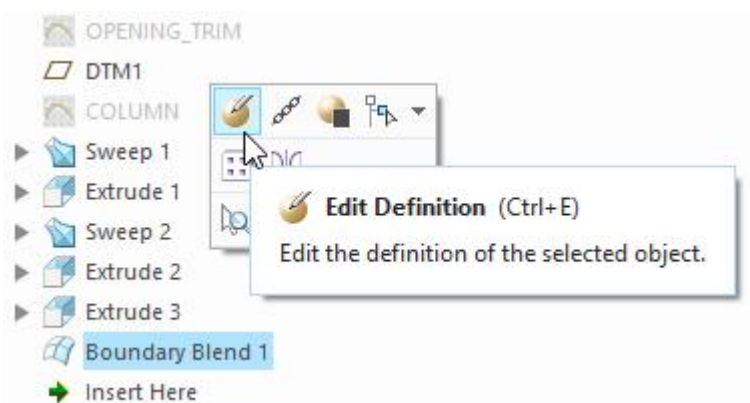 OPENING_TRIM
DTM1
COLUMN
Sweep 1
Extrude 1
Edit Definition (Ctrl+E)
Sweep 2
Edit the definition of the selected object.
Extrude 2
Extrude 3
Boundary Blend 1
Insert Here